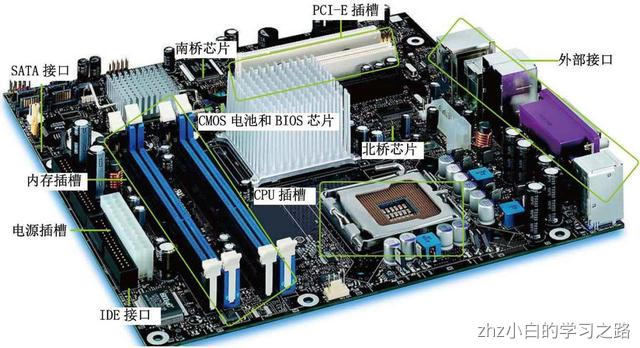 PCI-E 插槽
南桥芯片
外部接口
SATA 接口
CMOS 电池和 BIOS 芯片
北桥芯片
内存插槽
CPU 插槽
电源插槽
IDE 接口
zhz小白的学习之路